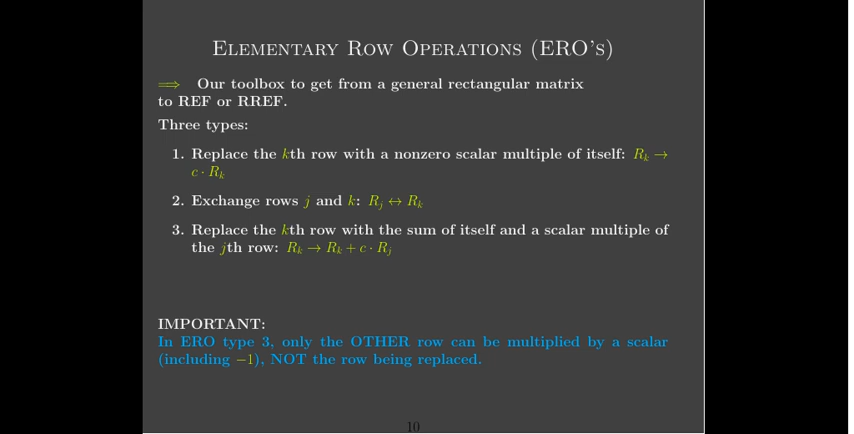 Elementary Row Operations (ERO's)
⟹ Our toolbox to get from a general rectangular matrix
to REF or RREF.
Three types:
1. Replace the kth row with a nonzero scalar multiple of itself: R_k →
c · R_k
2. Exchange rows j and k: R_j ↔ R_k
3. Replace the kth row with the sum of itself and a scalar multiple of
the jth row: R_k → R_k + c · R_j
IMPORTANT:
In ERO type 3, only the OTHER row can be multiplied by a scalar
(including −1), NOT the row being replaced.
10